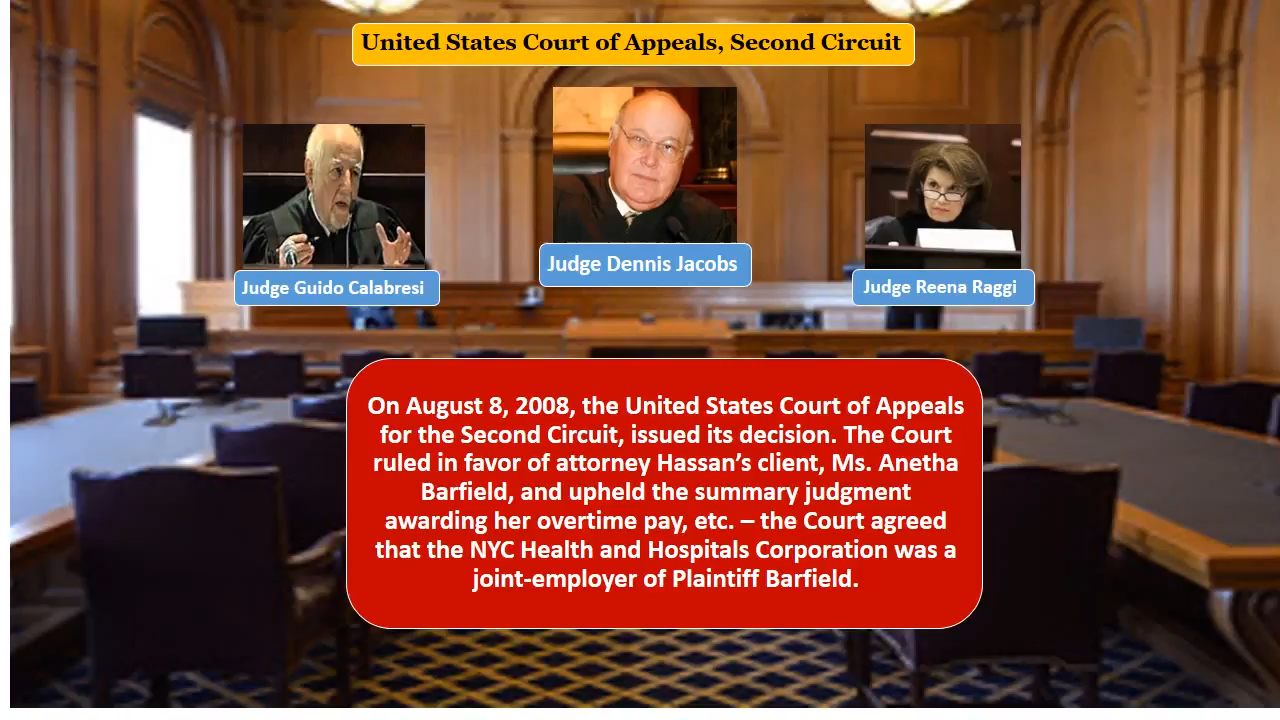 United States Court of Appeals, Second Circuit
Judge Guido Calabresi
Judge Dennis Jacobs
Judge Reena Raggi
On August 8, 2008, the United States Court of Appeals
for the Second Circuit, issued its decision. The Court
ruled in favor of attorney Hassan’s client, Ms. Anetha
Barfield, and upheld the summary judgment
awarding her overtime pay, etc. – the Court agreed
that the NYC Health and Hospitals Corporation was a
joint-employer of Plaintiff Barfield.